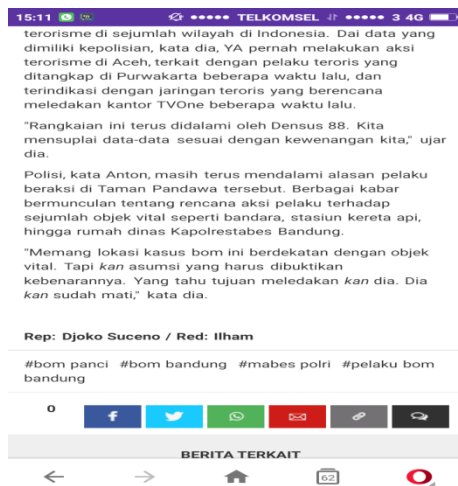 15:11 TELKOMSEL 3 4G
terorisme di sejumlah wilayah di Indonesia. Dai data yang
dimiliki kepolisian, kata dia, YA pernah melakukan aksi
terorisme di Aceh, terkait dengan pelaku teroris yang
ditangkap di Purwakarta beberapa waktu lalu, dan
terindikasi dengan jaringan teroris yang berencana
meledakan kantor TVOne beberapa waktu lalu.
"Rangkaian ini terus didalami oleh Densus 88. Kita
mensuplai data-data sesuai dengan kewenangan kita," ujar
dia.
Polisi, kata Anton, masih terus mendalami alasan pelaku
beraksi di Taman Pandawa tersebut. Berbagai kabar
bermunculan tentang rencana aksi pelaku terhadap
sejumlah objek vital seperti bandara, stasiun kereta api,
hingga rumah dinas Kapolrestabes Bandung.
"Memang lokasi kasus bom ini berdekatan dengan objek
vital. Tapi kan asumsi yang harus dibuktikan
kebenarannya. Yang tahu tujuan meledakan kan dia. Dia
kan sudah mati," kata dia.
Rep: Djoko Suceno / Red: Ilham
#bom panci #bom bandung #mabes polri #pelaku bom
bandung
0
BERITA TERKAIT
62